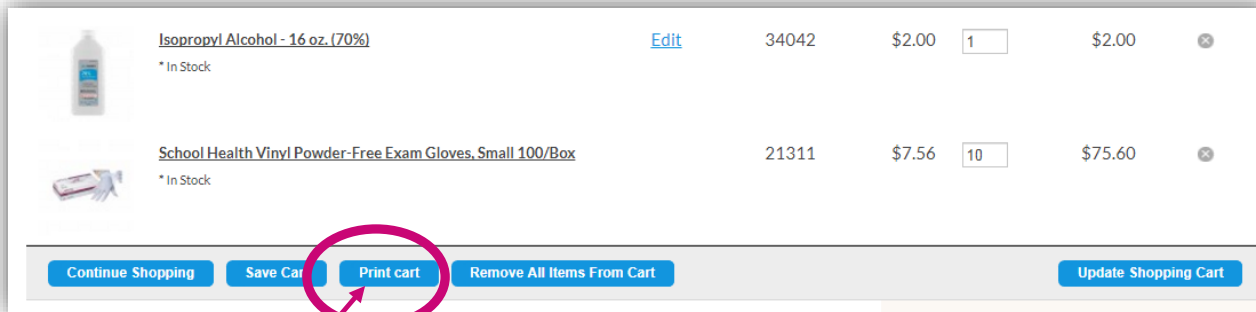 Isopropyl Alcohol - 16 oz. (70%) Edit 34042 $2.00 1 $2.00
* In Stock
School Health Vinyl Powder-Free Exam Gloves, Small 100/Box 21311 $7.56 10 $75.60
* In Stock
Continue Shopping Save Car Print cart Remove All Items From Cart Update Shopping Cart